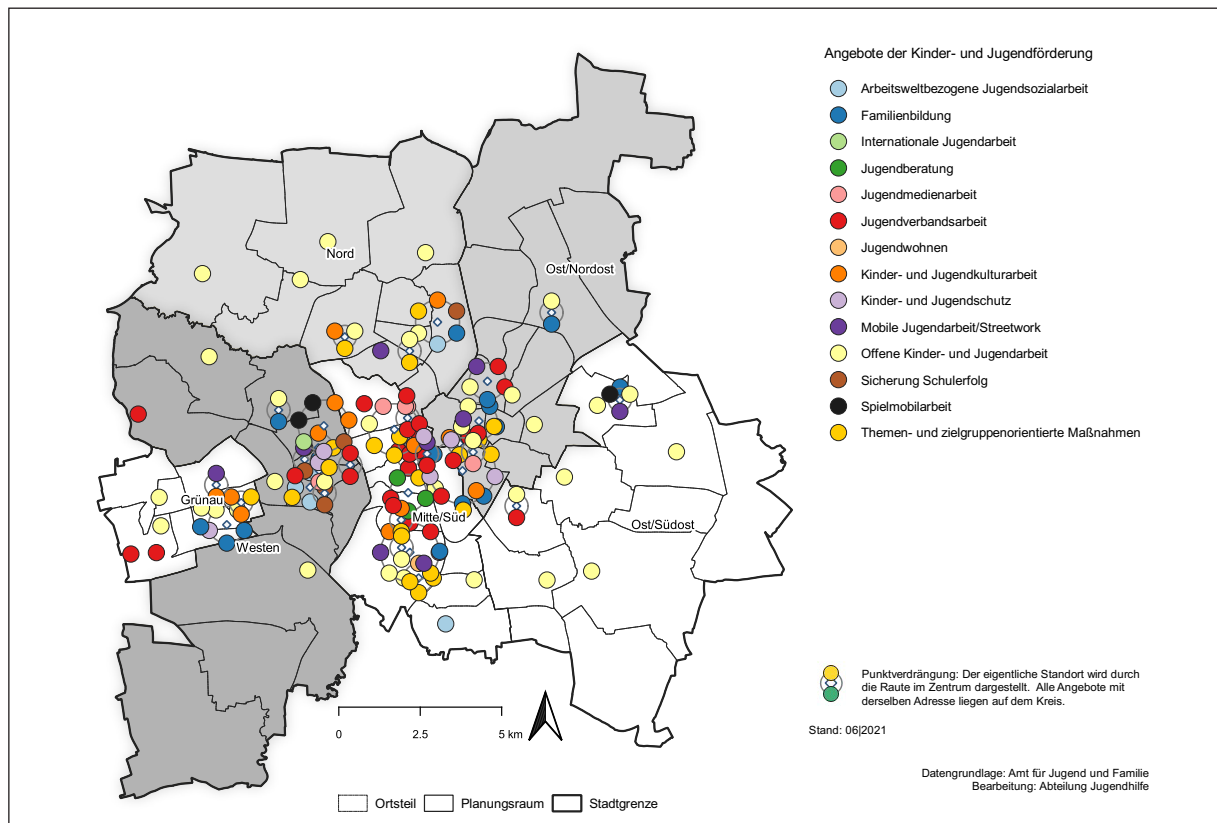 Angebote der Kinder- und Jugendförderung
Arbeitsweltbezogene Jugendsozialarbeit
Familienbildung
Internationale Jugendarbeit
Jugendberatung
Jugendmedienarbeit
Jugendverbandsarbeit
Jugendwohnen
Kinder- und Jugendkulturarbeit
Kinder- und Jugendschutz
Mobile Jugendarbeit/Streetwork
Offene Kinder- und Jugendarbeit
Sicherung Schulerfolg
Spielmobilarbeit
Themen- und zielgruppenorientierte Maßnahmen
Nord
Ost/Nordost
Grünau
Mitte/Süd
Ost/Südost
Westen
Punktverdrängung: Der eigentliche Standort wird durch
die Raute im Zentrum dargestellt. Alle Angebote mit
derselben Adresse liegen auf dem Kreis.
Stand: 06|2021
0 2.5 5 km
Datengrundlage: Amt für Jugend und Familie
Bearbeitung: Abteilung Jugendhilfe
Ortsteil Planungsraum Stadtgrenze